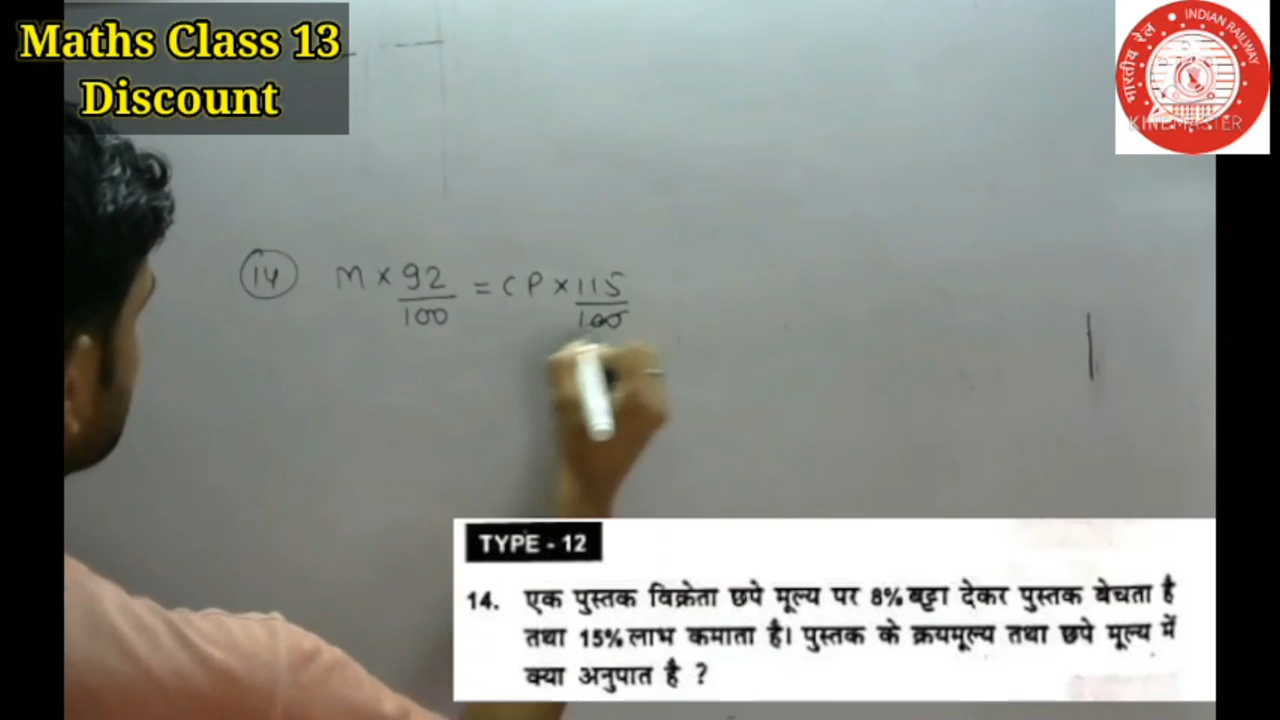 Maths Class 13
Discount
भारतीय रेल
INDIAN RAILWAY
KINEMASTER
14 M × 92/100 = CP × 115/100
TYPE - 12
14. एक पुस्तक विक्रेता छपे मूल्य पर 8% बट्टा देकर पुस्तक बेचता है
तथा 15% लाभ कमाता है। पुस्तक के क्रयमूल्य तथा छपे मूल्य में
क्या अनुपात है ?